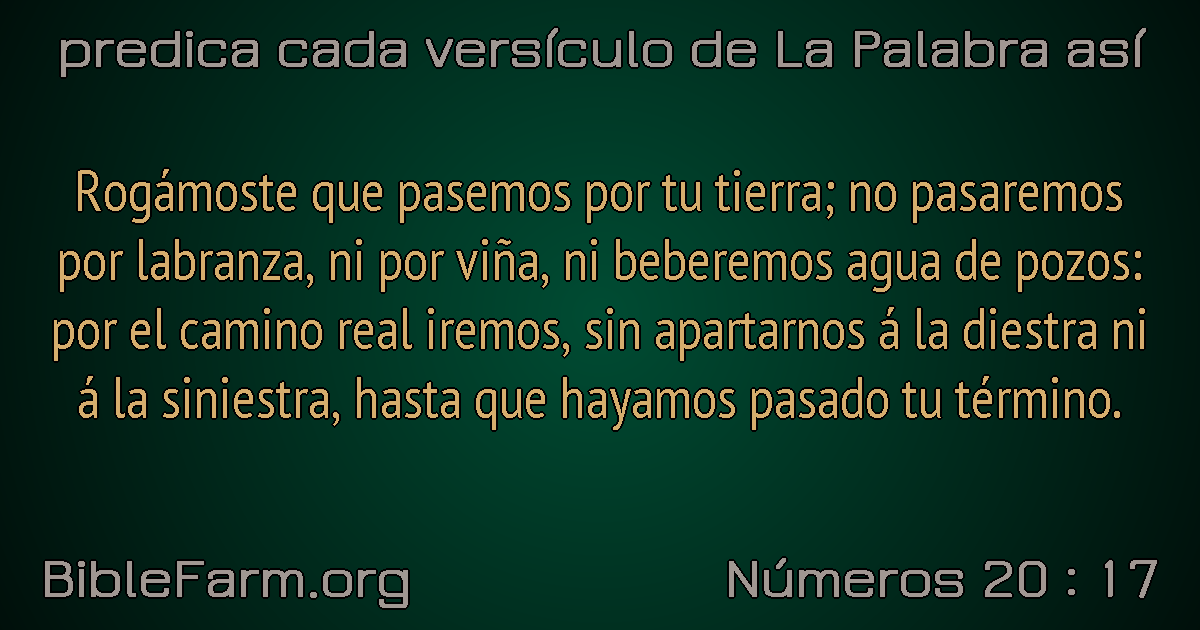 predica cada versículo de La Palabra así
Rogámoste que pasemos por tu tierra; no pasaremos
por labranza, ni por viña, ni beberemos agua de pozos:
por el camino real iremos, sin apartarnos á la diestra ni
á la siniestra, hasta que hayamos pasado tu término.
BibleFarm.org
Números 20 : 17